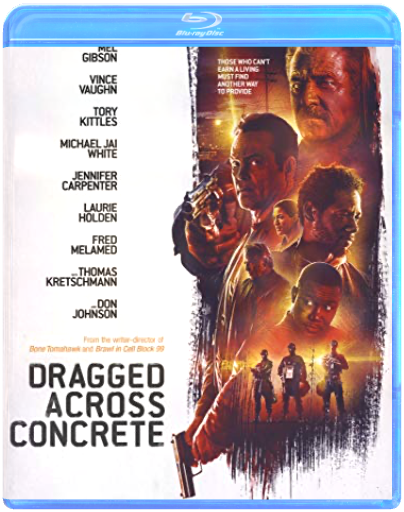 Blu-ray Disc
MEL
GIBSON
VINCE
VAUGHN
TORY
KITTLES
MICHAEL JAI
WHITE
JENNIFER
CARPENTER
LAURIE
HOLDEN
FRED
MELAMED
WITH THOMAS
KRETSCHMANN
AND DON
JOHNSON
THOSE WHO CAN'T
EARN A LIVING
MUST FIND
ANOTHER WAY
TO PROVIDE
From the writer-director of
Bone Tomahawk and Brawl in Cell Block 99
DRAGGED
ACROSS
CONCRETE